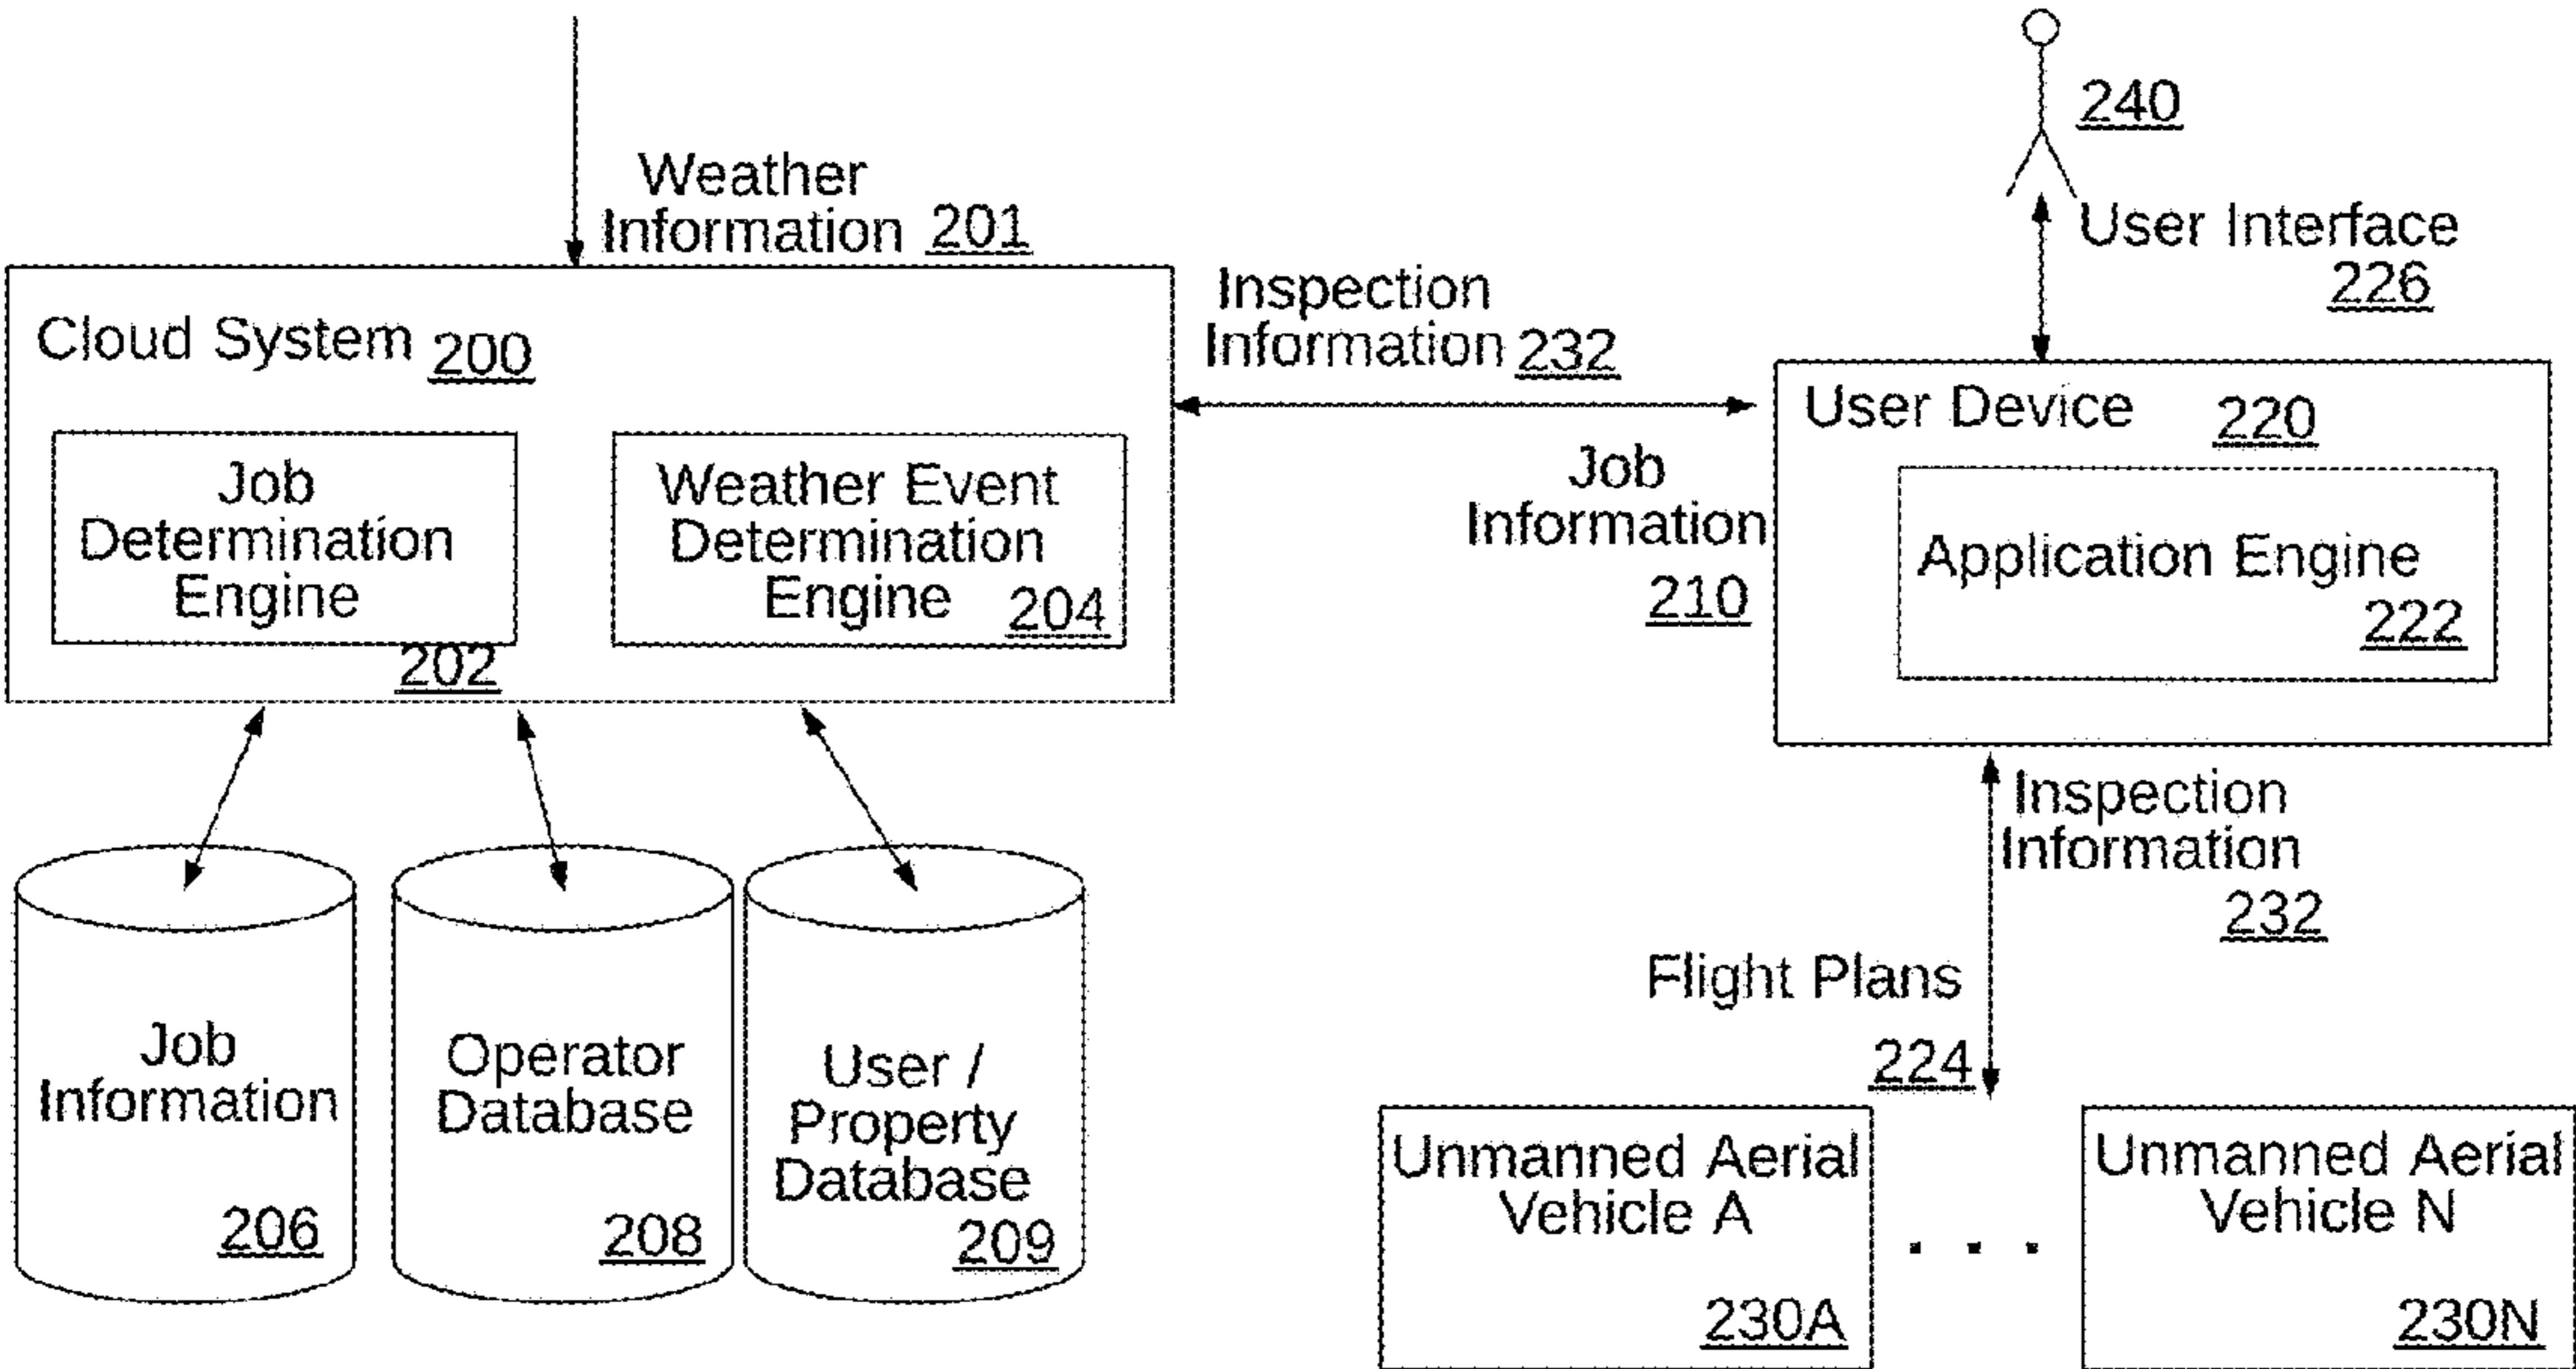 Weather
Information 201
240
User Interface
226
Cloud System 200
Job
Determination
Engine
202
Weather Event
Determination
Engine 204
Inspection
Information 232
Job
Information
210
User Device 220
Application Engine
222
Inspection
Information
232
Flight Plans
224
Job
Information
206
Operator
Database
208
User /
Property
Database
209
Unmanned Aerial
Vehicle A
230A
. . .
Unmanned Aerial
Vehicle N
230N